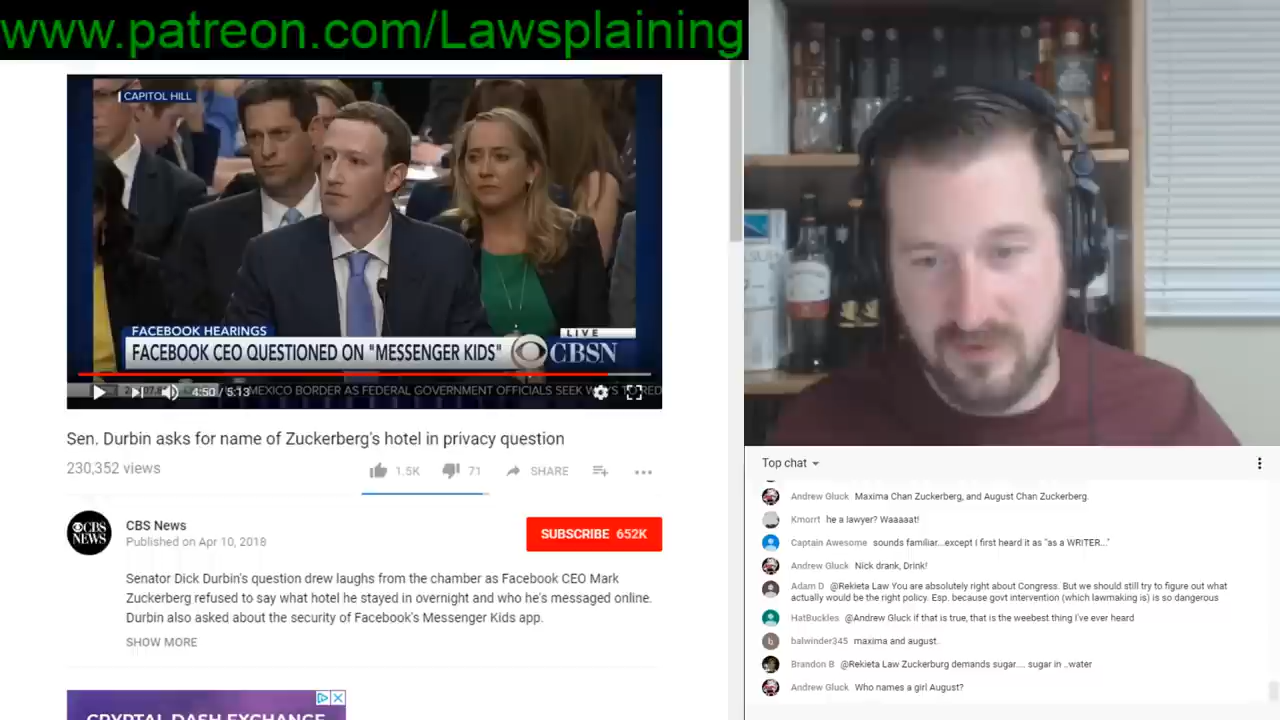 www.patreon.com/Lawsplaining
CAPITOL HILL
FACEBOOK HEARINGS
LIVE
FACEBOOK CEO QUESTIONED ON "MESSENGER KIDS"
CBSN
4:50 / 5:13
MEXICO BORDER AS FEDERAL GOVERNMENT OFFICIALS SEEK
Sen. Durbin asks for name of Zuckerberg's hotel in privacy question
230,352 views
1.5K
71
SHARE
CBS NEWS
CBS News
Published on Apr 10, 2018
SUBSCRIBE 652K
Senator Dick Durbin's question drew laughs from the chamber as Facebook CEO Mark
Zuckerberg refused to say what hotel he stayed in overnight and who he's messaged online.
Durbin also asked about the security of Facebook's Messenger Kids app.
SHOW MORE
CRYPTAL DASH EXCHANGE
Top chat
Andrew Gluck Maxima Chan Zuckerberg, and August Chan Zuckerberg.
Kmorrt he a lawyer? Waaaaat!
Captain Awesome sounds familiar...except I first heard it as "as a WRITER..."
Andrew Gluck Nick drank, Drink!
Adam D @Rekieta Law You are absolutely right about Congress. But we should still try to figure out what
actually would be the right policy. Esp. because govt intervention (which lawmaking is) is so dangerous
HatBuckles @Andrew Gluck if that is true, that is the weebest thing I've ever heard
b
balwinder345 maxima and august.
Brandon B @Rekieta Law Zuckerburg demands sugar.... sugar in ..water
Andrew Gluck Who names a girl August?